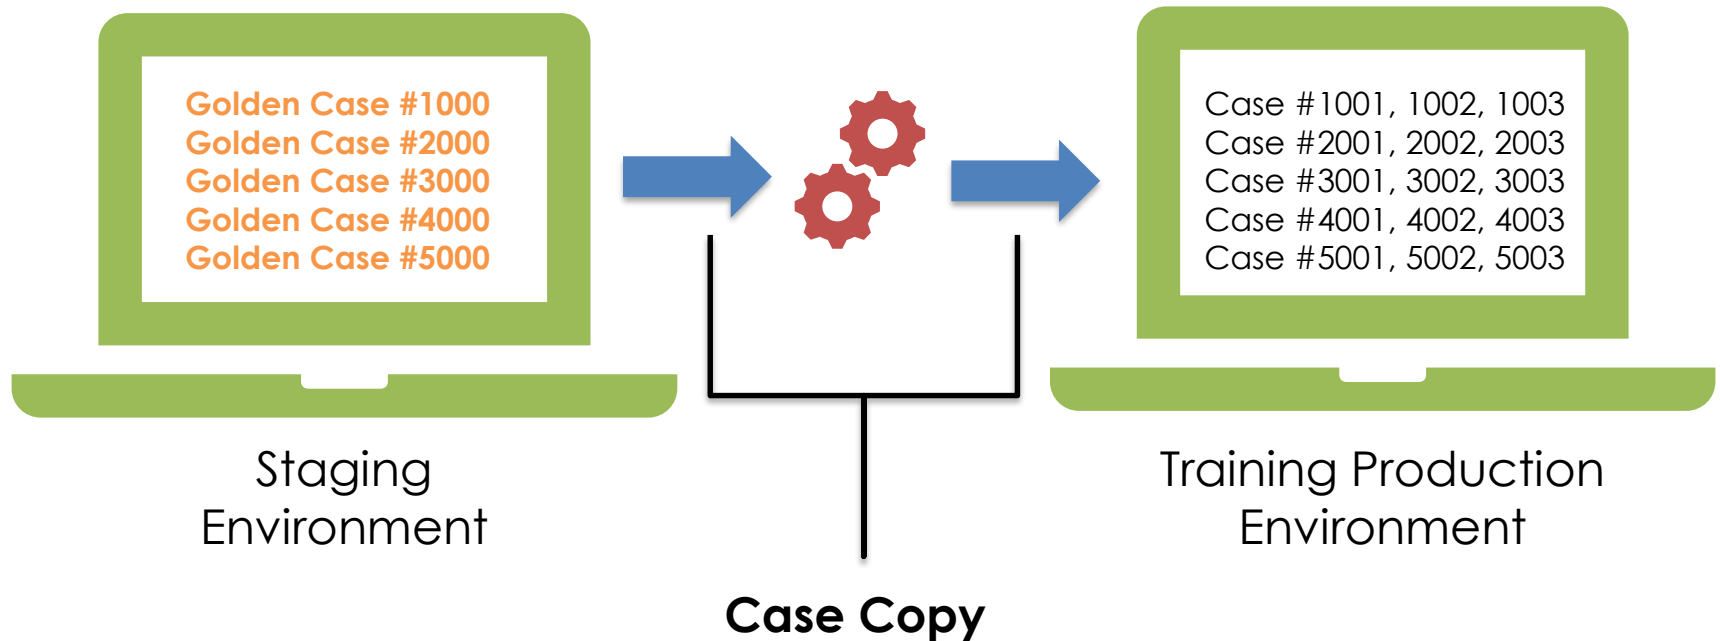 Golden Case #1000
Golden Case #2000
Golden Case #3000
Golden Case #4000
Golden Case #5000
Case #1001, 1002, 1003
Case #2001, 2002, 2003
Case #3001, 3002, 3003
Case #4001, 4002, 4003
Case #5001, 5002, 5003
Staging
Environment
Training Production
Environment
Case Copy